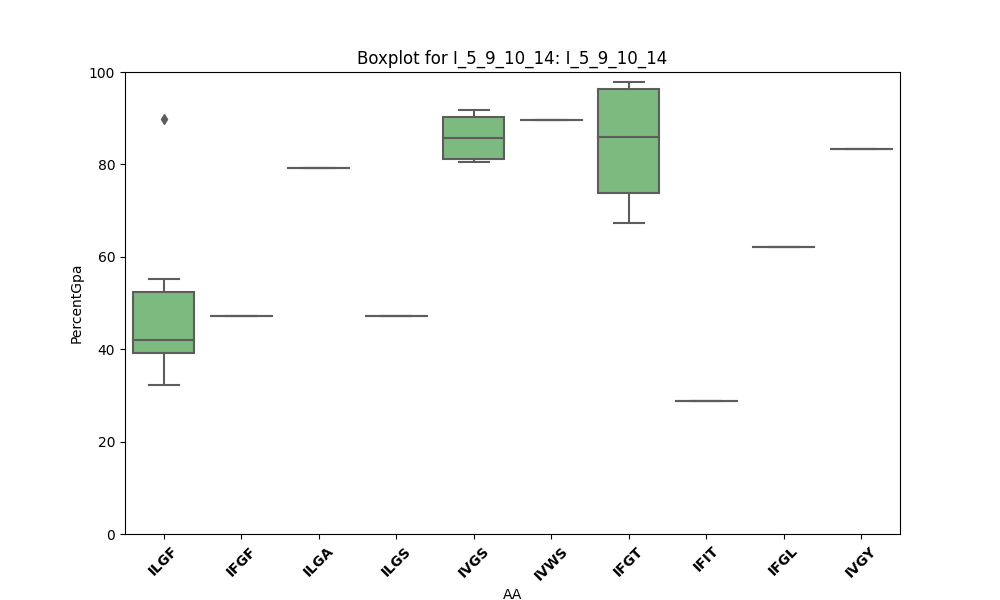 Boxplot for I_5_9_10_14: I_5_9_10_14
100
80
60
40
20
0
PercentGpa
ILGF IFGF ILGA ILGS IVGS IVWS IFGT IFIT IFGL IVGY
AA